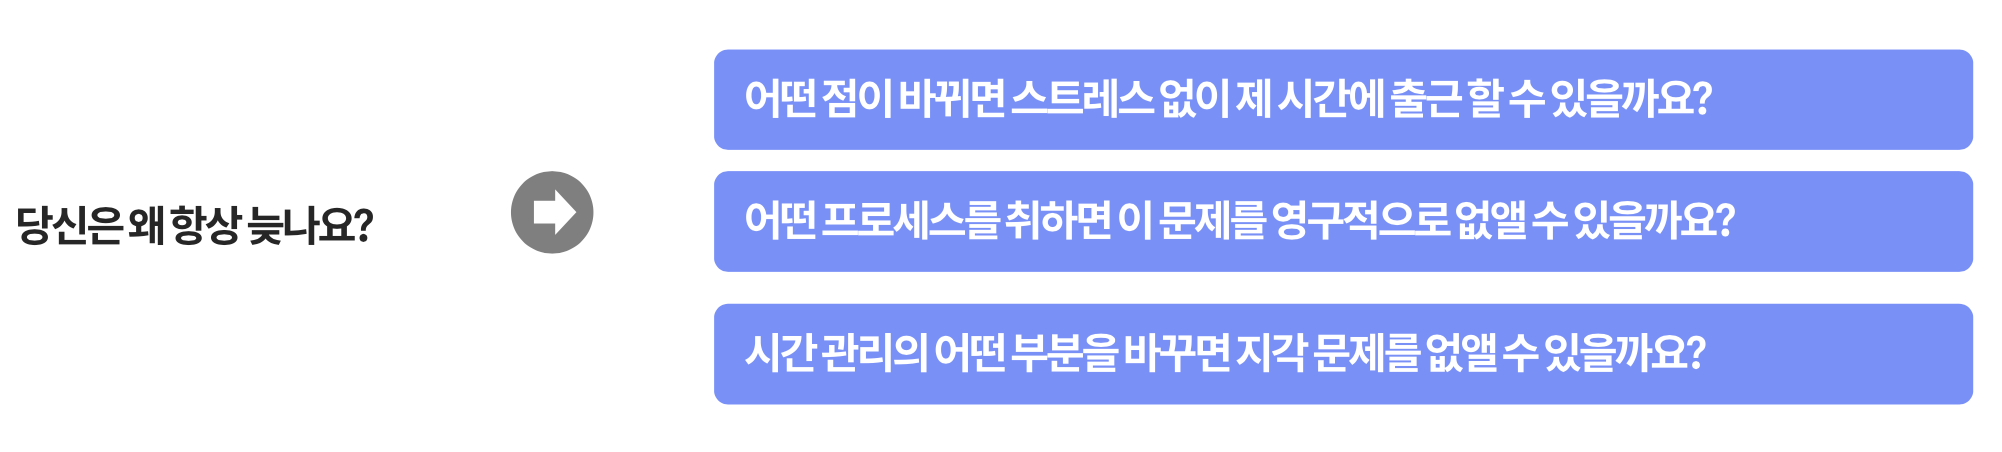 당신은 왜 항상 늦나요?
어떤 점이 바뀌면 스트레스 없이 제 시간에 출근 할 수 있을까요?
어떤 프로세스를 취하면 이 문제를 영구적으로 없앨 수 있을까요?
시간 관리의 어떤 부분을 바꾸면 지각 문제를 없앨 수 있을까요?